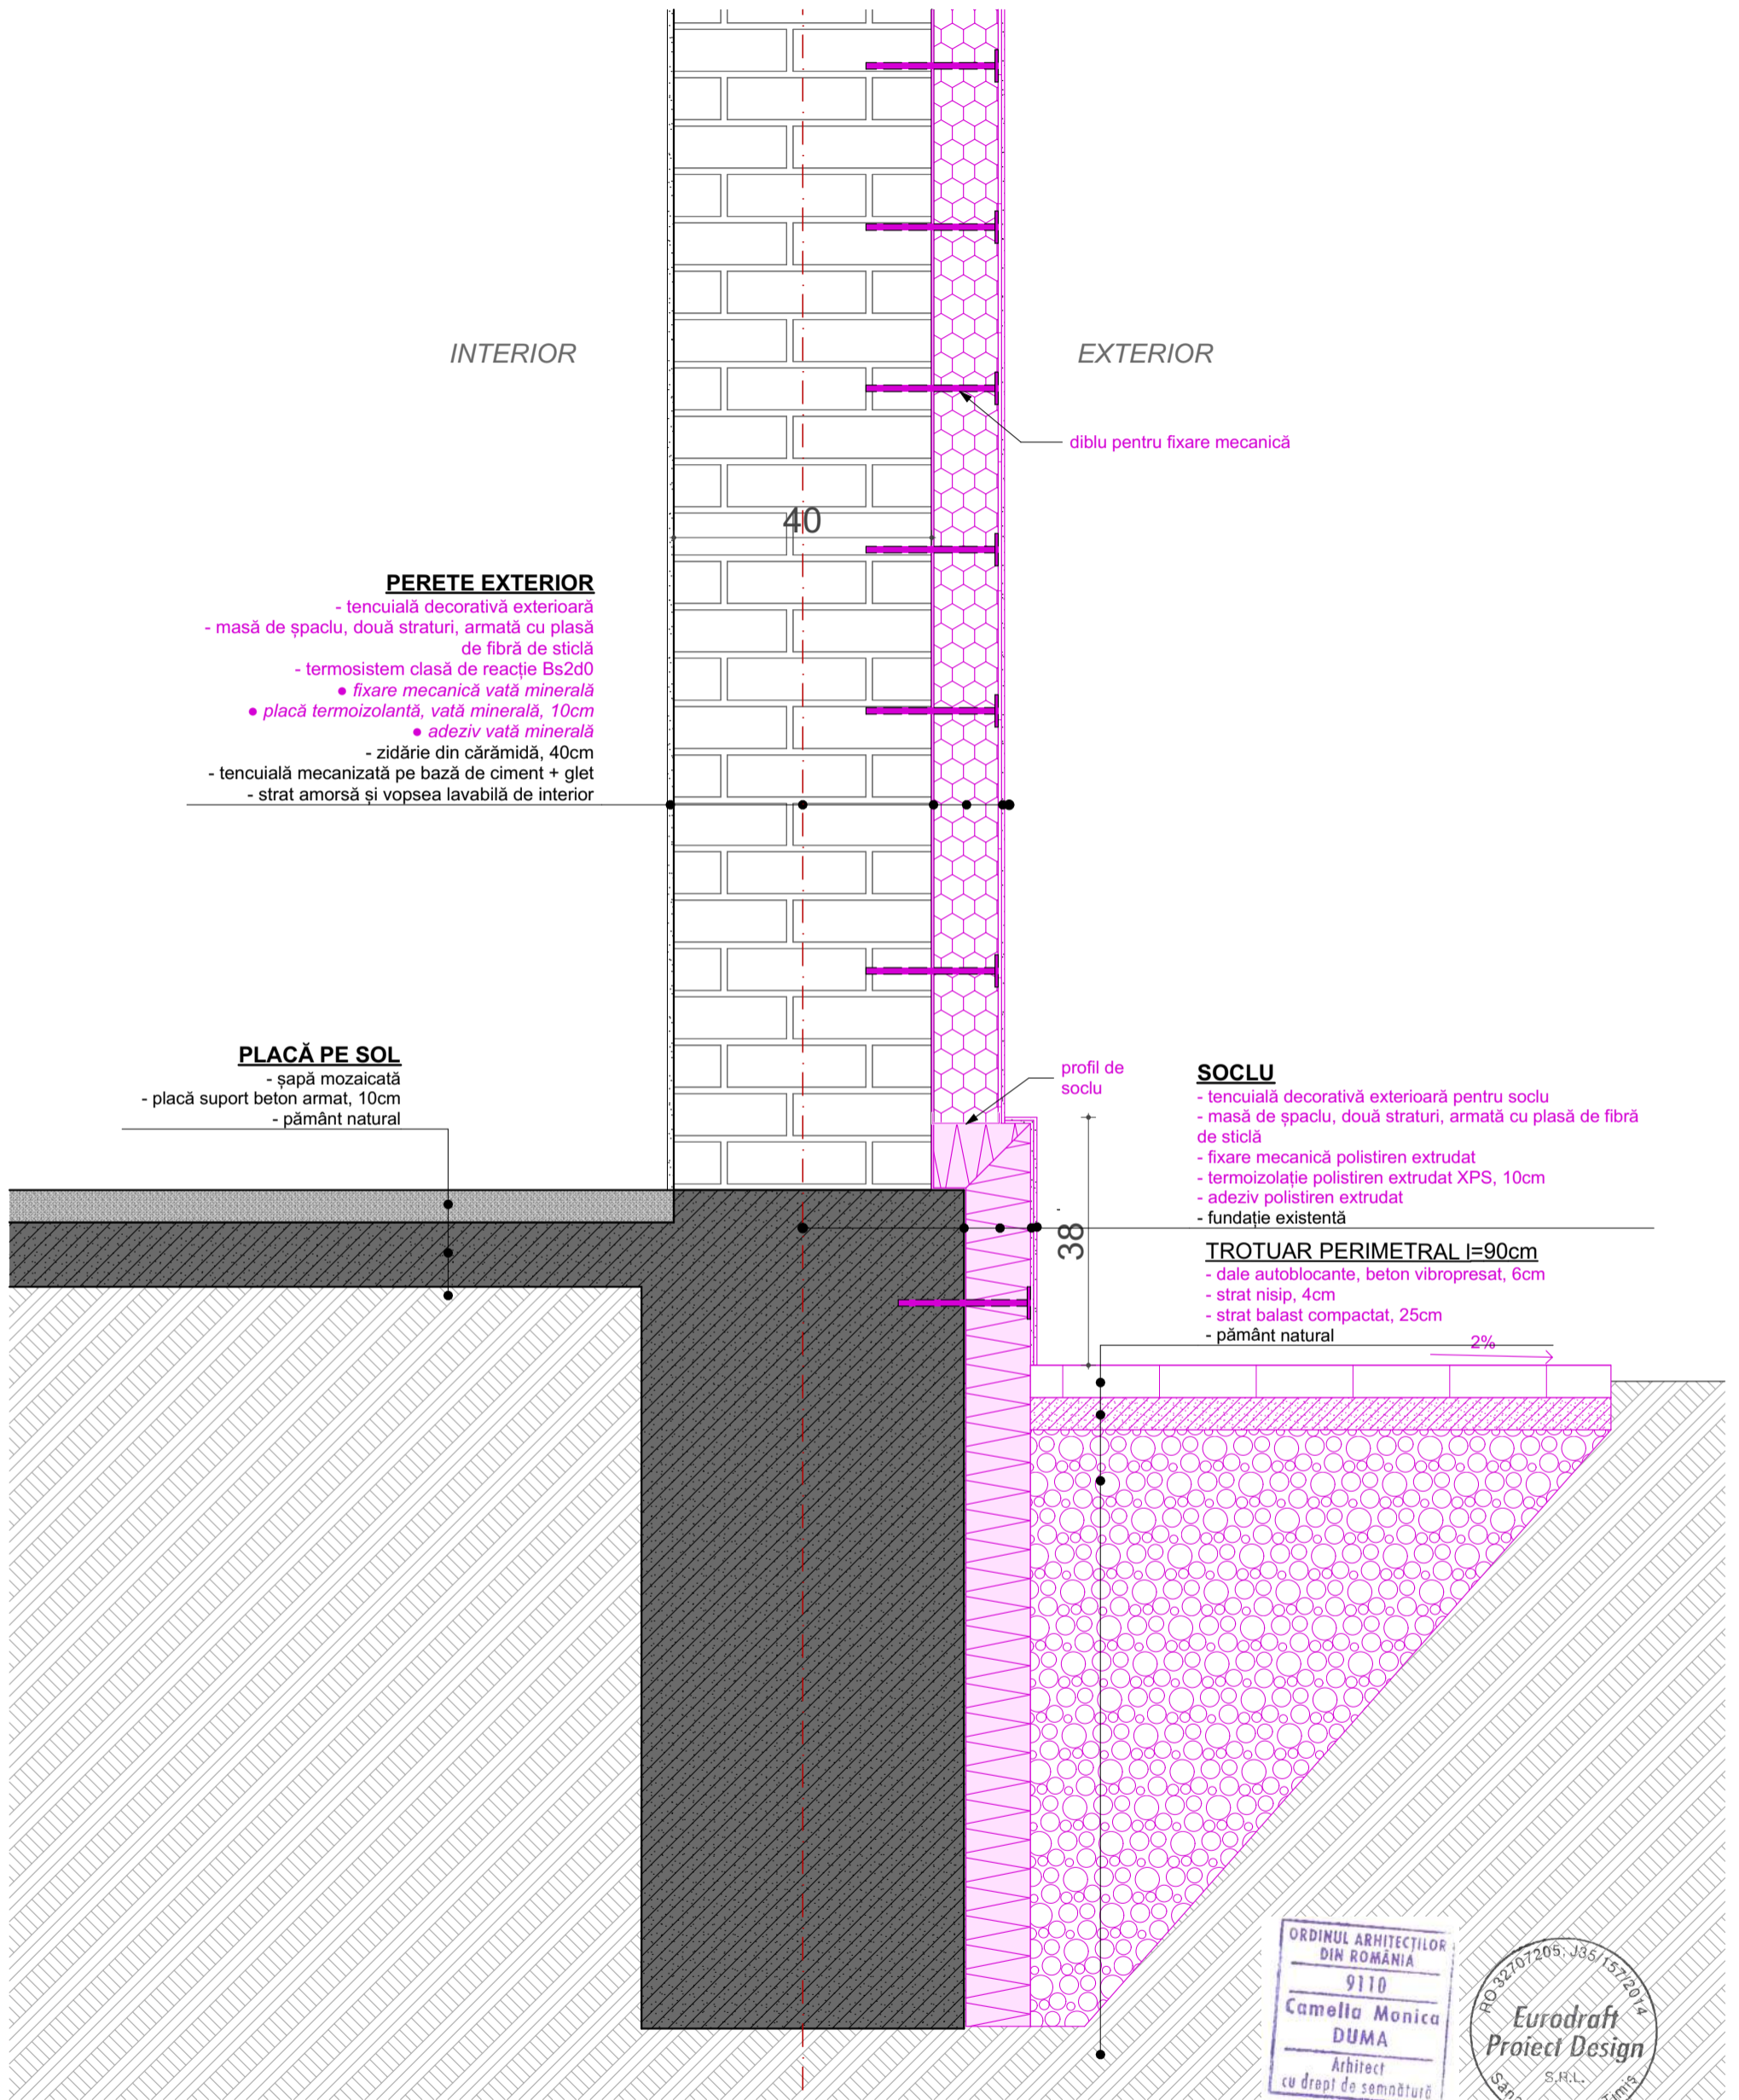 INTERIOR
EXTERIOR
diblu pentru fixare mecanică
40
PERETE EXTERIOR
- tencuială decorativă exterioară
- masă de șpaclu, două straturi, armată cu plasă
de fibră de sticlă
- termosistem clasă de reacție Bs2d0
● fixare mecanică vată minerală
● placă termoizolantă, vată minerală, 10cm
● adeziv vată minerală
- zidărie din cărămidă, 40cm
- tencuială mecanizată pe bază de ciment + glet
- strat amorsă și vopsea lavabilă de interior
PLACĂ PE SOL
- șapă mozaicată
- placă suport beton armat, 10cm
- pământ natural
profil de
soclu
SOCLU
- tencuială decorativă exterioară pentru soclu
- masă de șpaclu, două straturi, armată cu plasă de fibră
de sticlă
- fixare mecanică polistiren extrudat
- termoizolație polistiren extrudat XPS, 10cm
- adeziv polistiren extrudat
- fundație existentă
38
TROTUAR PERIMETRAL l=90cm
- dale autoblocante, beton vibropresat, 6cm
- strat nisip, 4cm
- strat balast compactat, 25cm
- pământ natural
2%
ORDINUL ARHITECȚILOR
DIN ROMÂNIA
9110
Camelia Monica
DUMA
Arhitect
cu drept de semnătură
RO 32707205; J35/157/2014
Eurodraft
Proiect Design
S.R.L.